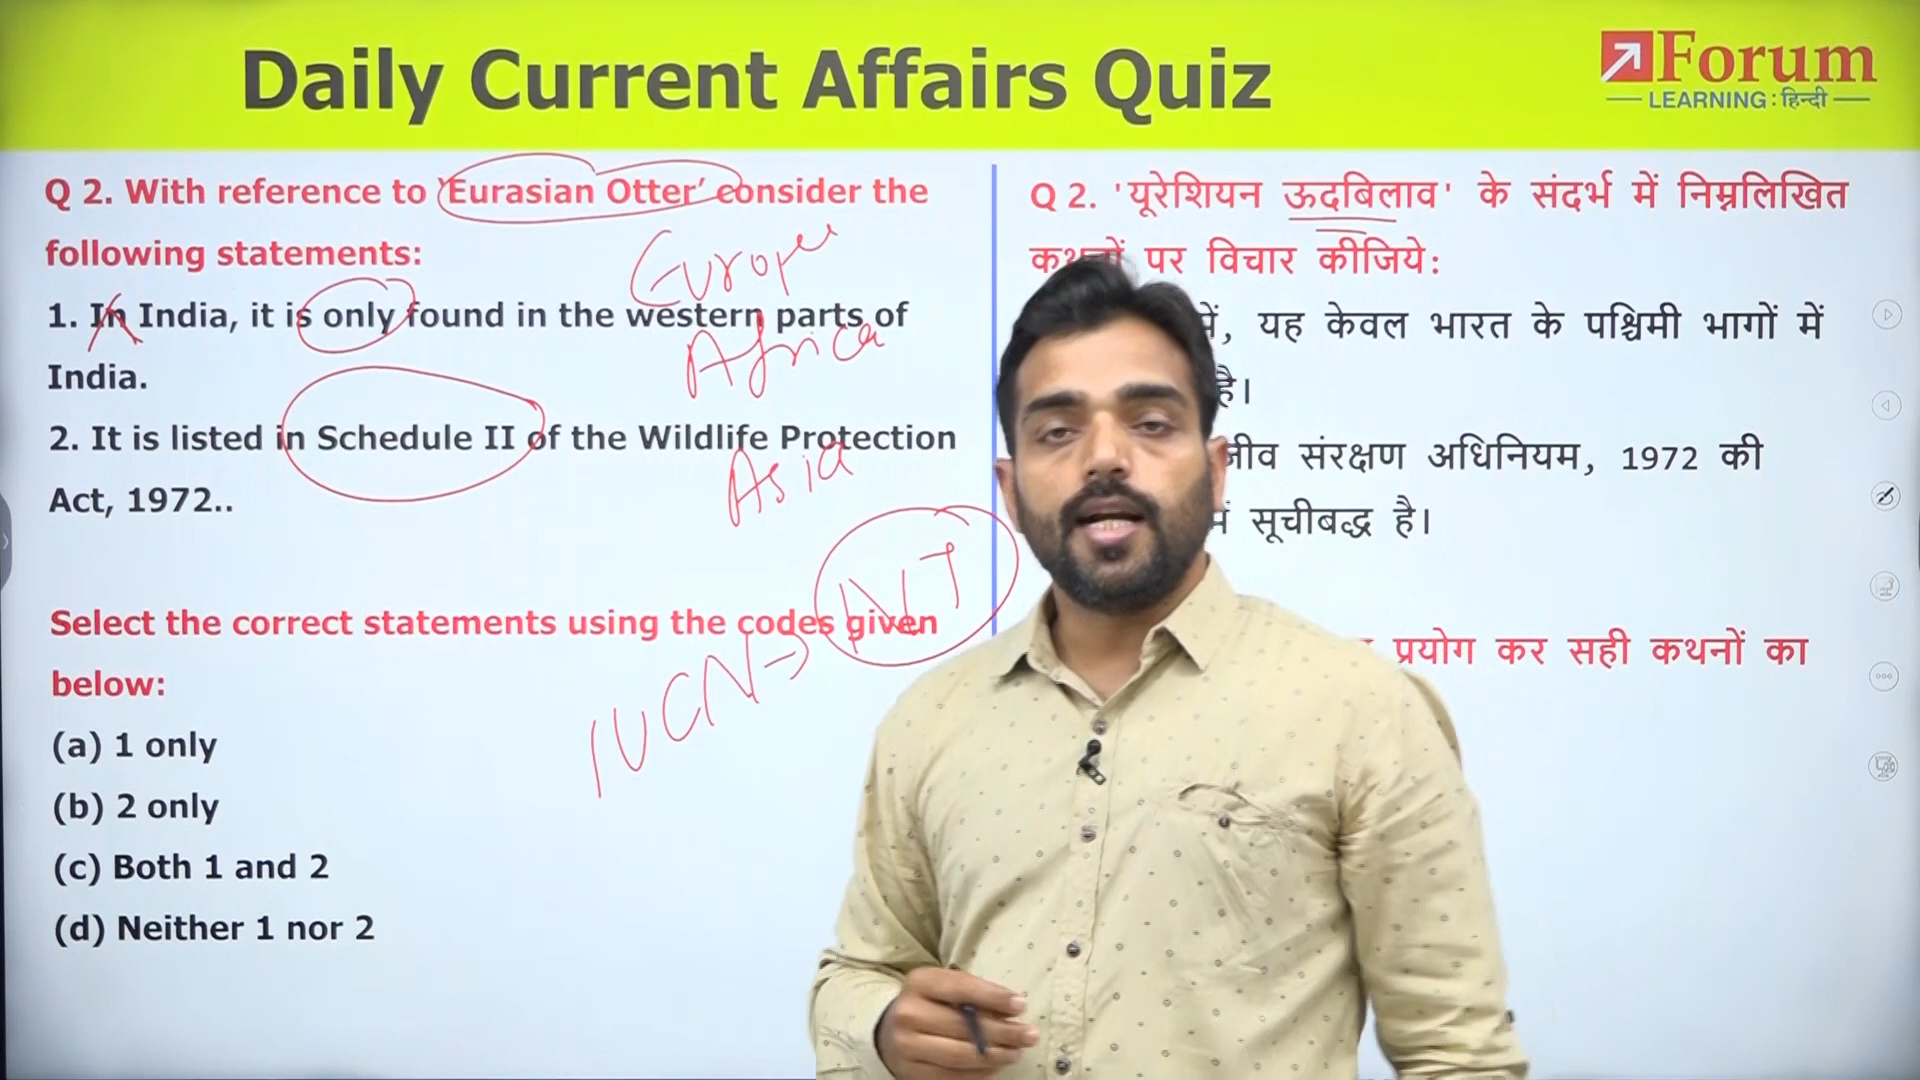 Daily Current Affairs Quiz
Forum
LEARNING : हिन्दी
Q 2. With reference to 'Eurasian Otter' consider the
following statements:
1. In India, it is only found in the western parts of
India.
2. It is listed in Schedule II of the Wildlife Protection
Act, 1972..
Select the correct statements using the codes given
below:
(a) 1 only
(b) 2 only
(c) Both 1 and 2
(d) Neither 1 nor 2
Europe
Africa
Asia
IUCN → NT
Q 2. 'यूरेशियन ऊदबिलाव' के संदर्भ में निम्नलिखित
कथनों पर विचार कीजिये:
में, यह केवल भारत के पश्चिमी भागों में
है।
संरक्षण अधिनियम, 1972 की
में सूचीबद्ध है।
प्रयोग कर सही कथनों का